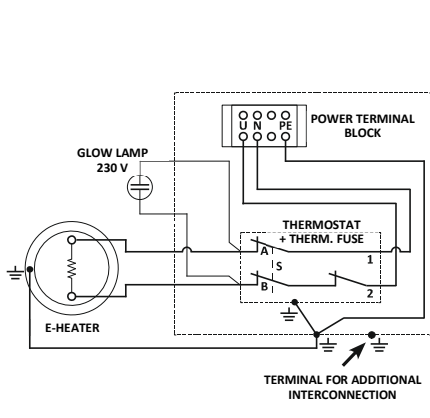 U N PE
POWER TERMINAL
BLOCK
GLOW LAMP
230 V
THERMOSTAT
+ THERM. FUSE
A
1
S
B
2
E-HEATER
TERMINAL FOR ADDITIONAL
INTERCONNECTION